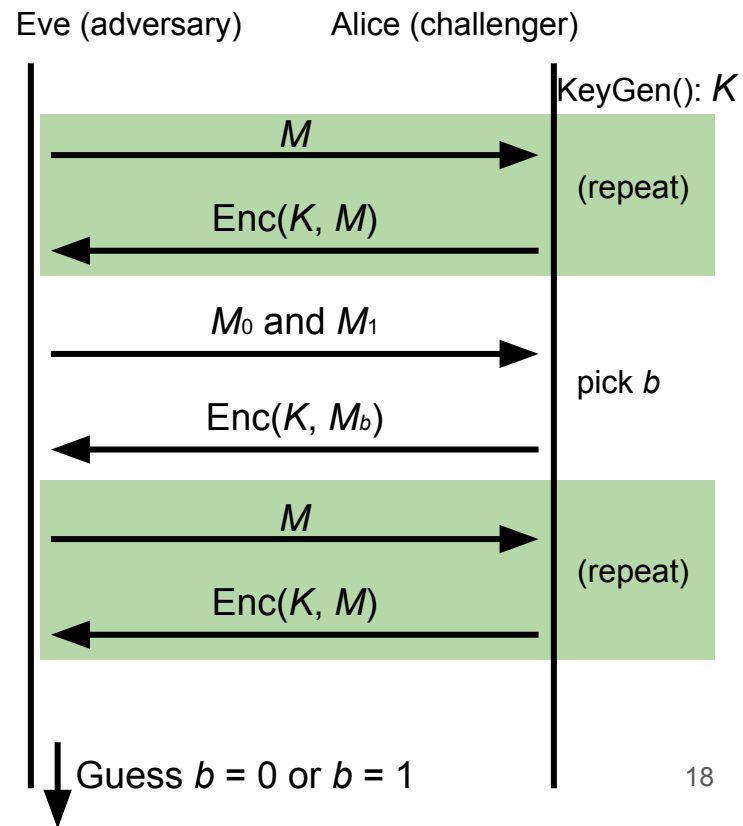 Eve (adversary) Alice (challenger)
KeyGen(): K
M
(repeat)
Enc(K, M)
M₀ and M₁
pick b
Enc(K, M_b)
M
(repeat)
Enc(K, M)
Guess b = 0 or b = 1
18